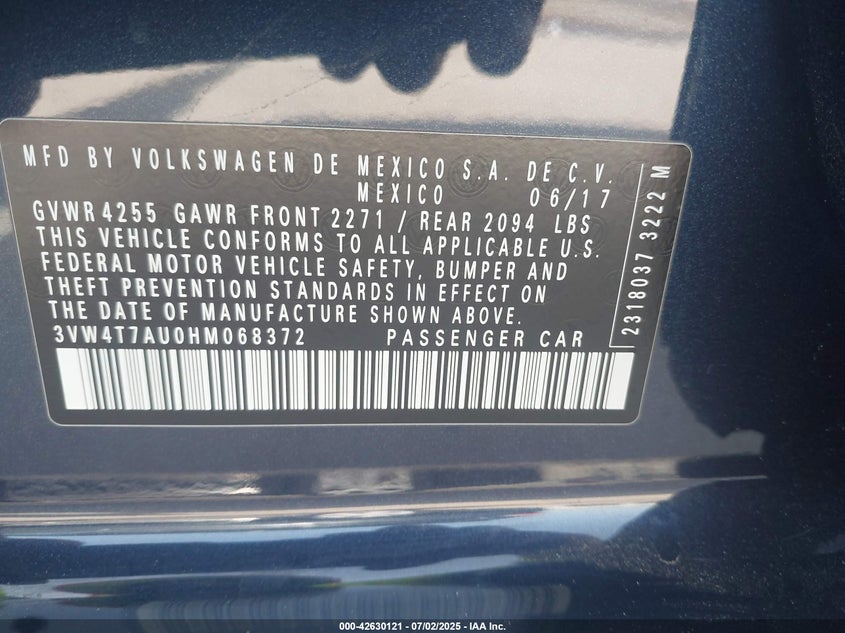 MFD BY VOLKSWAGEN DE MEXICO S.A. DE C.V.
MEXICO 06/17
GVWR 4255 GAWR FRONT 2271 / REAR 2094 LBS
THIS VEHICLE CONFORMS TO ALL APPLICABLE U.S.
FEDERAL MOTOR VEHICLE SAFETY, BUMPER AND
THEFT PREVENTION STANDARDS IN EFFECT ON
THE DATE OF MANUFACTURE SHOWN ABOVE.
3VW4T7AU0HM068372 PASSENGER CAR
2318037 3222 M
000-42630121 - 07/02/2025 - IAA Inc.